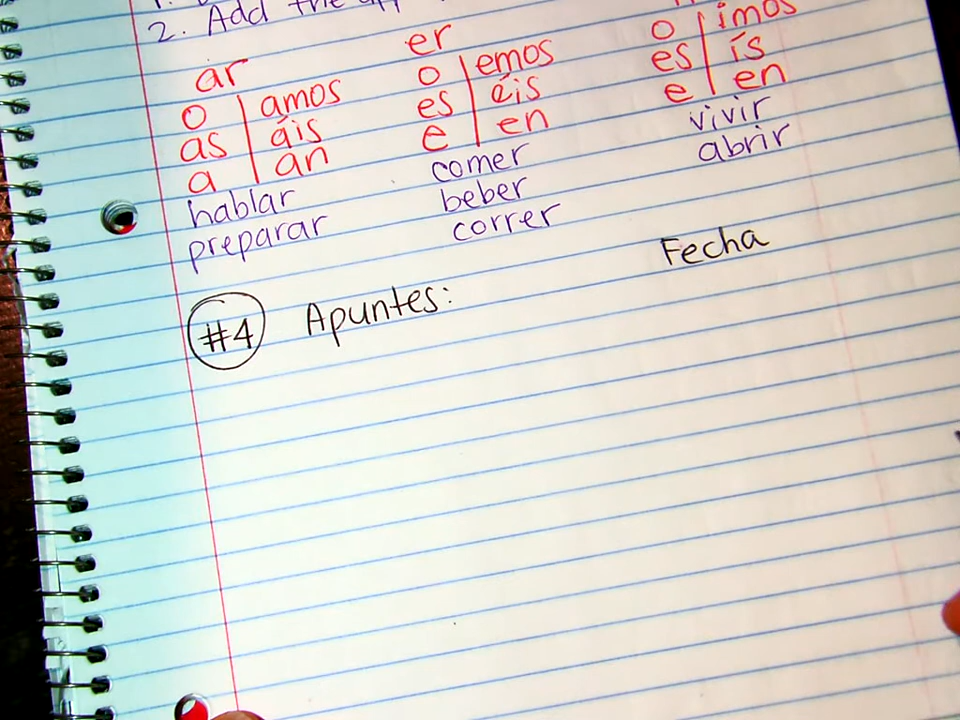 2. Add the
ar er
o | amos o | emos o | imos
as | áis es | éis es | ís
a | an e | en e | en
hablar comer vivir
preparar beber abrir
correr
#4 Apuntes: Fecha